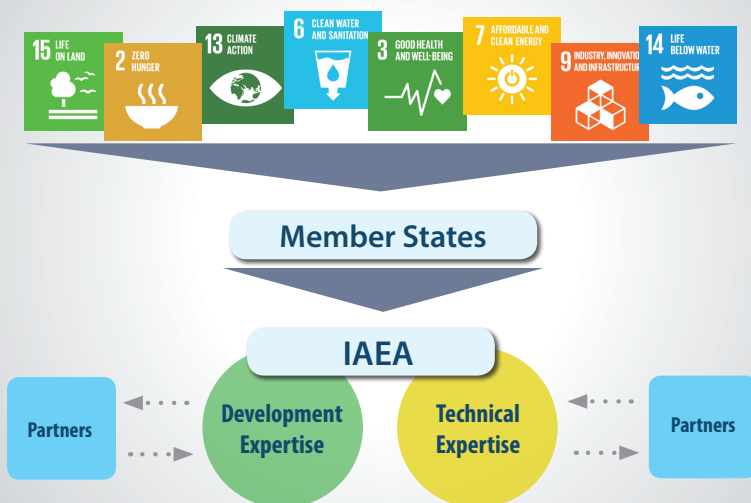 15 LIFE
ON LAND
2 ZERO
HUNGER
13 CLIMATE
ACTION
6 CLEAN WATER
AND SANITATION
3 GOOD HEALTH
AND WELL-BEING
7 AFFORDABLE AND
CLEAN ENERGY
9 INDUSTRY, INNOVATIO
AND INFRASTRUCTUR
14 LIFE
BELOW WATER
Member States
IAEA
Partners
Development
Expertise
Technical
Expertise
Partners